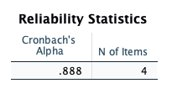 Reliability Statistics
Cronbach's
Alpha N of Items
.888 4